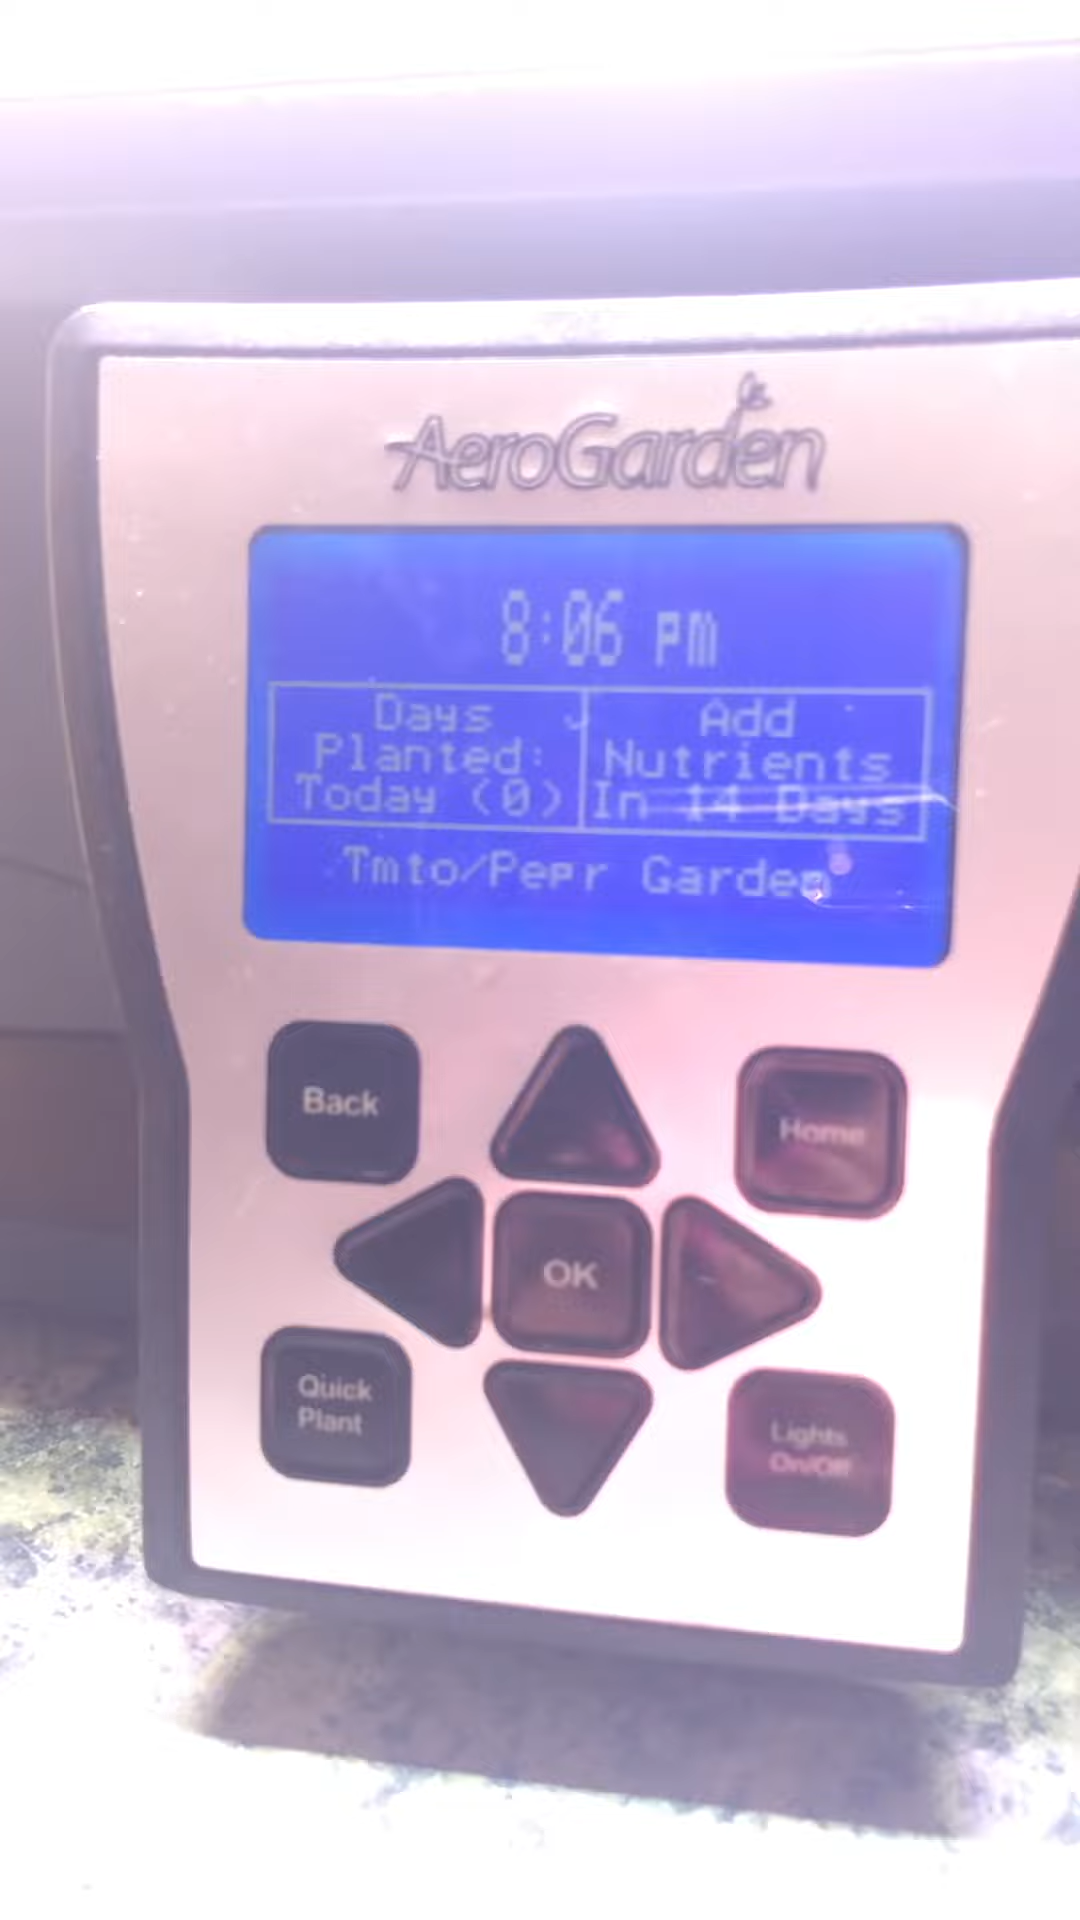 AeroGarden
8:06 pm
Days
Planted:
Today (0)
Add
Nutrients
In 14 Days
Tmto/Pepr Garden
Back
Home
OK
Quick
Plant
Lights
On/Off